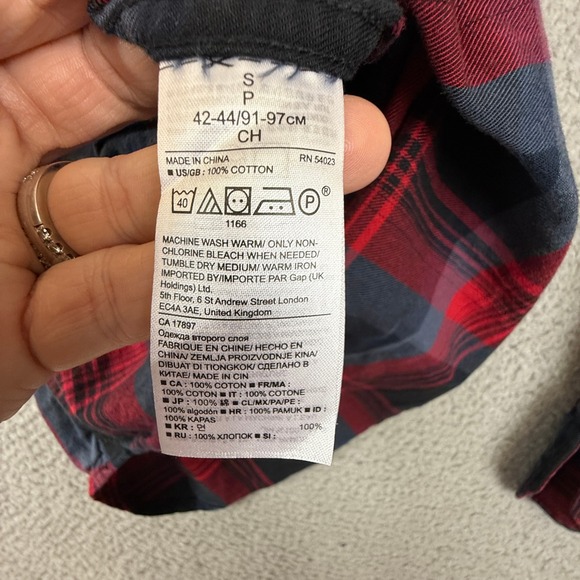 S
P
42-44/91-97CM
CH
MADE IN CHINA RN 54023
■ US/GB : 100% COTTON
40 P ®
1166
MACHINE WASH WARM/ ONLY NON-
CHLORINE BLEACH WHEN NEEDED/
TUMBLE DRY MEDIUM/ WARM IRON
IMPORTED BY/IMPORTE PAR Gap (UK
Holdings) Ltd.
5th Floor, 6 St Andrew Street London
EC4A 3AE, United Kingdom
CA 17897
Одежда второго слоя
FABRIQUE EN CHINE/ HECHO EN
CHINA/ ZEMLJA PROIZVODNJE KINA/
DIBUAT DI TIONGKOK/ СДЕЛАНО В
КИТАЕ/ MADE IN CIN
■ CA : 100% COTON ■ FR/MA :
100% COTON ■ IT : 100% COTONE
■ JP : 100% 綿 ■ CL/MX/PA/PE :
100% algodón ■ HR : 100% PAMUK ■ ID :
100% KAPAS
■ KR : 면 100%
■ RU : 100% ХЛОПОК ■ SI :